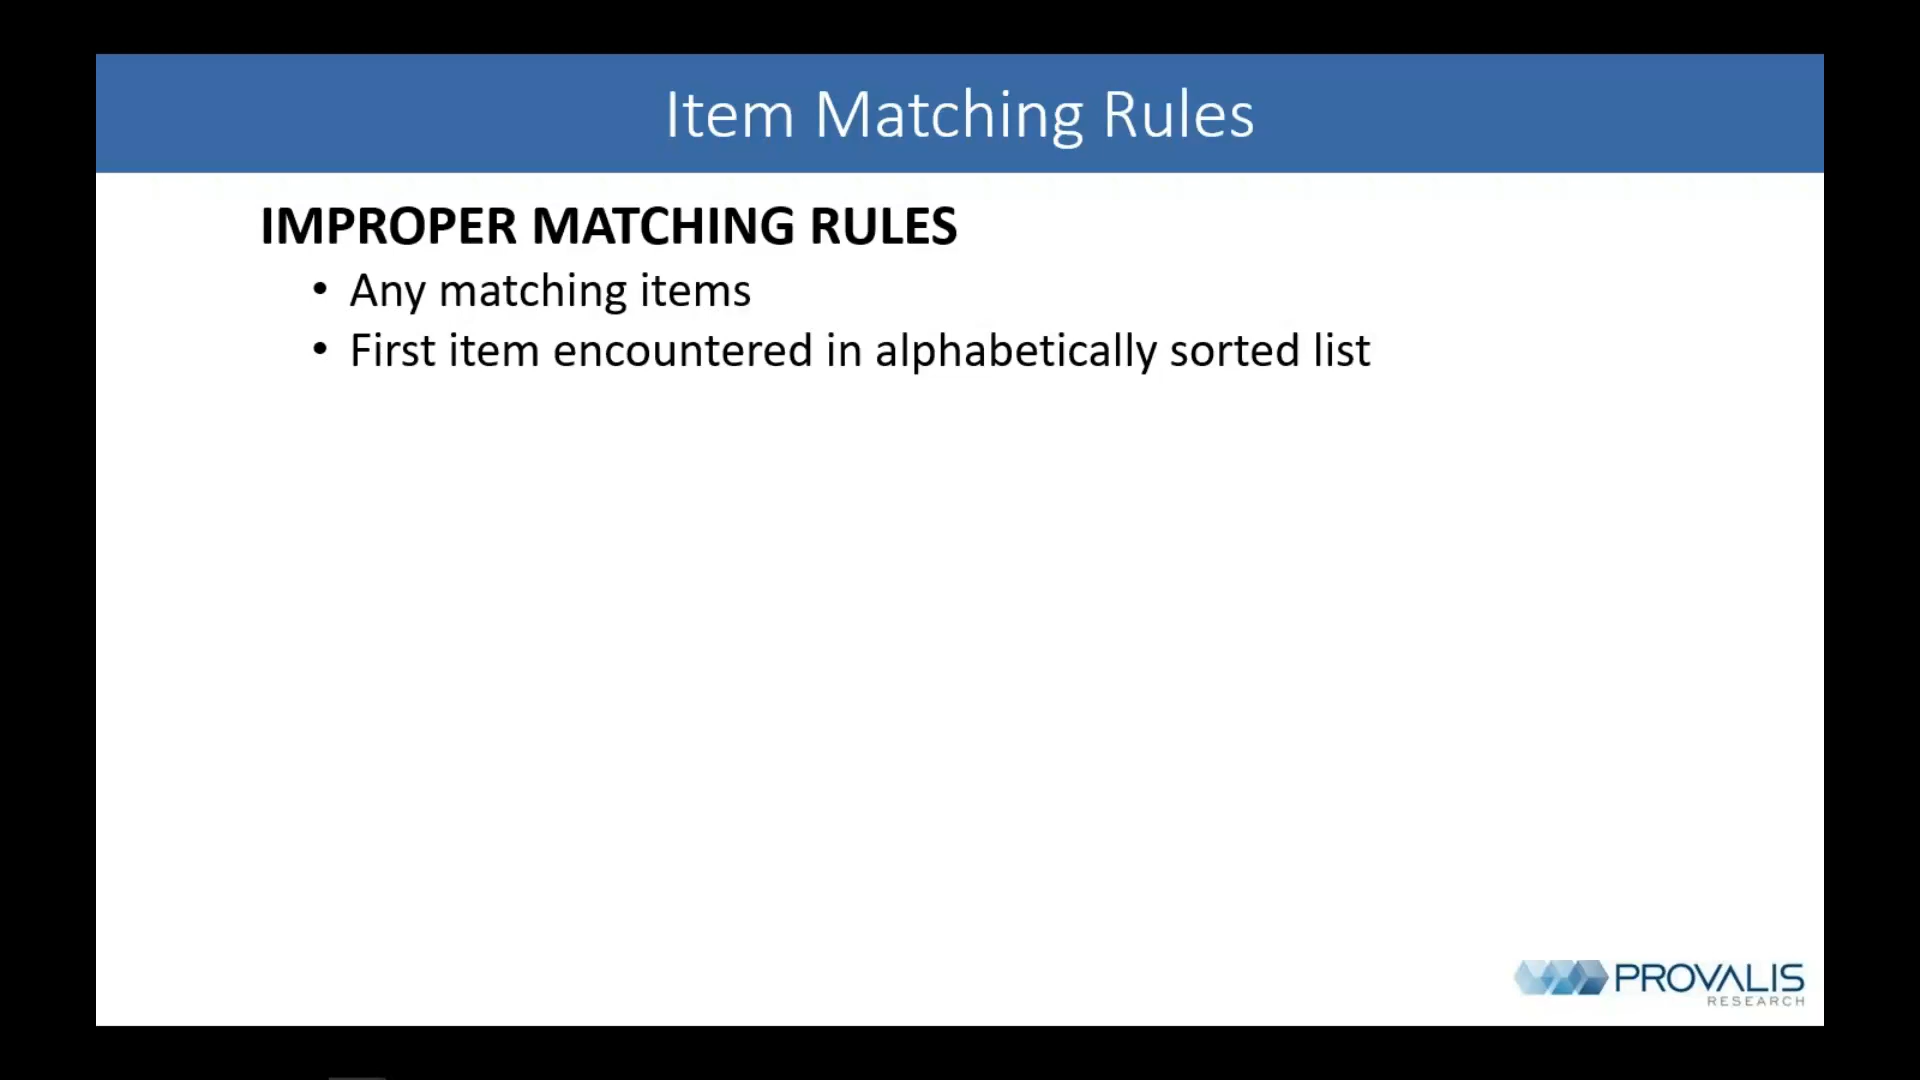 Item Matching Rules
IMPROPER MATCHING RULES
• Any matching items
• First item encountered in alphabetically sorted list
PROVALIS
RESEARCH